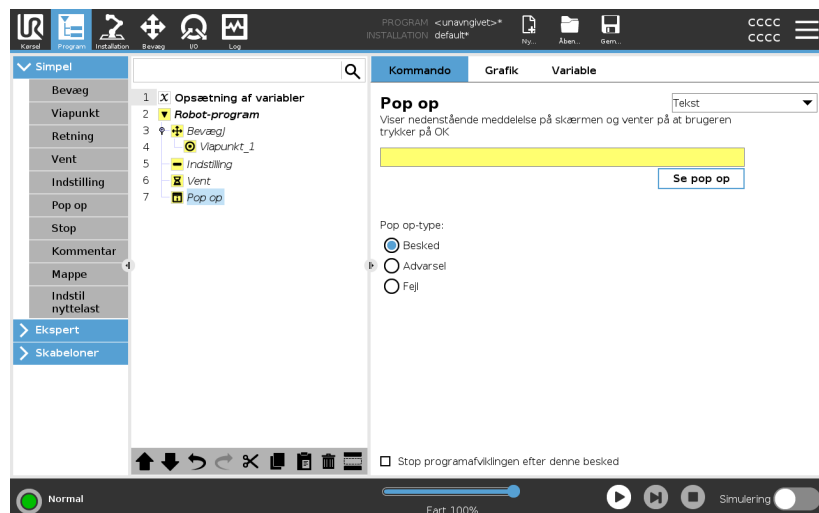 PROGRAM <unavngivet>*
INSTALLATION default*
CCCC
CCCC
Kørsel
Program
Installation
Bevæg
I/O
Log
Ny...
Åben...
Gem...
Simpel
Bevæg
Viapunkt
Retning
Vent
Indstilling
Pop op
Stop
Kommentar
Mappe
Indstil
nyttelast
Ekspert
Skabeloner
1 X Opsætning af variabler
2 Robot-program
3 BevægJ
4 Viapunkt_1
5 Indstilling
6 Vent
7 Pop op
Kommando Grafik Variable
Pop op
Tekst
Viser nedenstående meddelelse på skærmen og venter på at brugeren
trykker på OK
Se pop op
Pop op-type:
Besked
Advarsel
Fejl
Stop programafviklingen efter denne besked
Normal
Fart 100%
Simulering